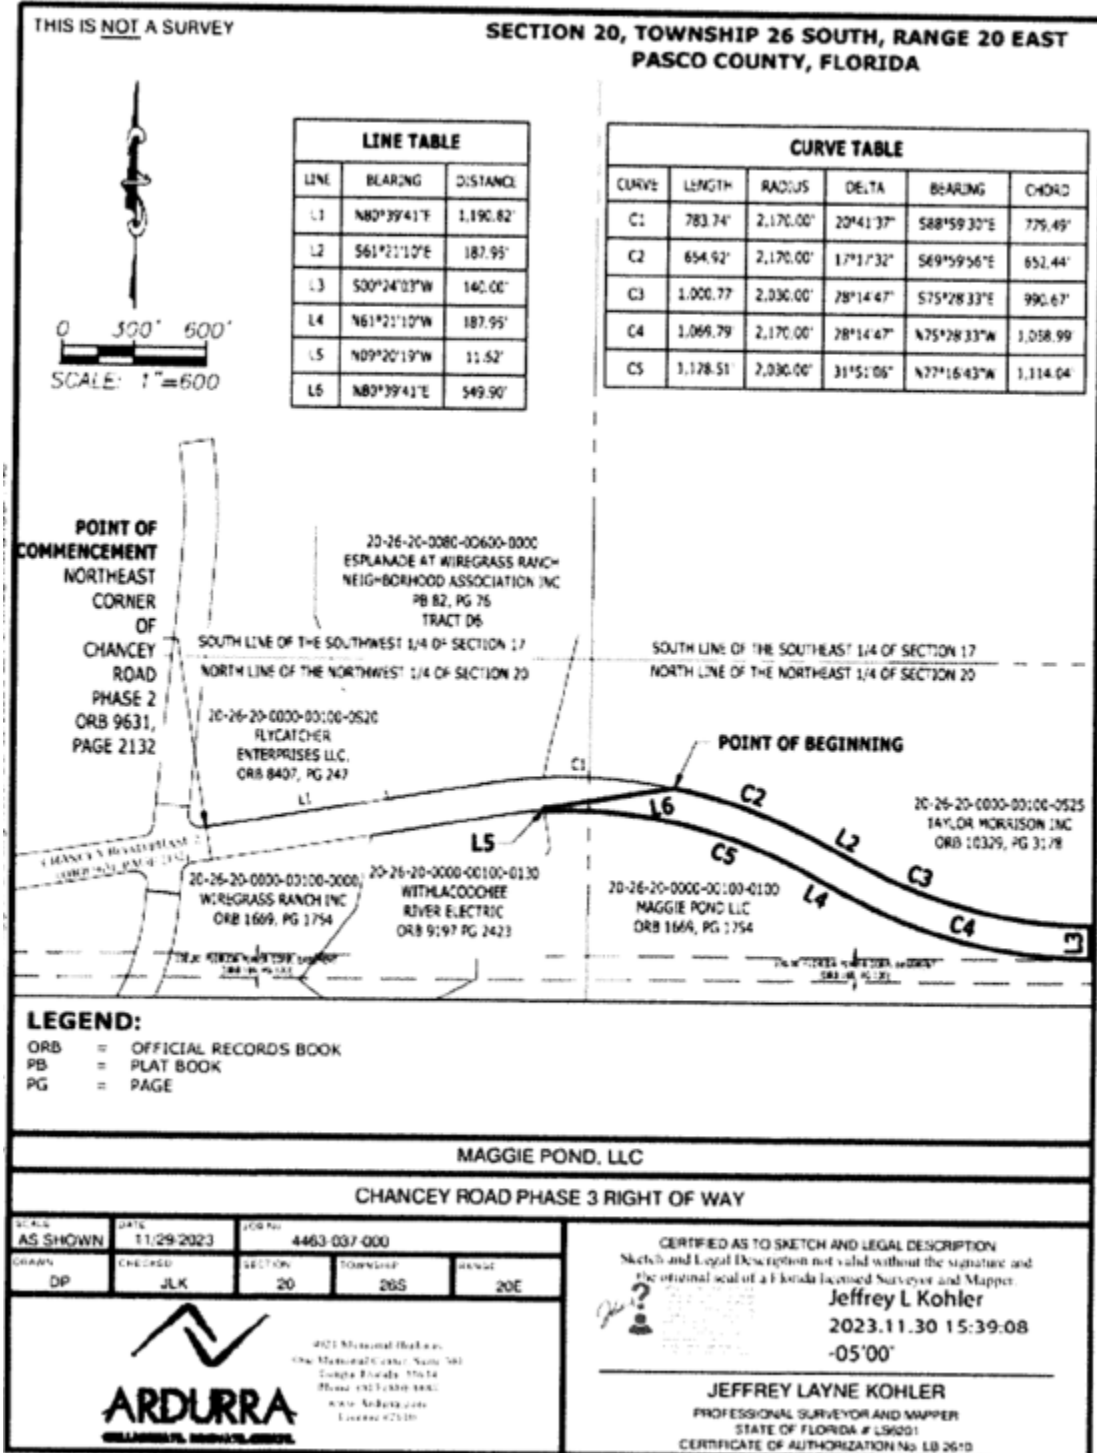 THIS IS NOT A SURVEY
SECTION 20, TOWNSHIP 26 SOUTH, RANGE 20 EAST
PASCO COUNTY, FLORIDA
0 300' 600'
SCALE: 1"=600
LINE TABLE
LINE BEARING DISTANCE
L1 N80°39'41"E 1,190.82'
L2 S61°21'10"E 187.95'
L3 S00°24'03"W 140.00'
L4 N61°21'10"W 187.95'
L5 N09°20'19"W 11.52'
L6 N80°39'41"E 549.90'
CURVE TABLE
CURVE LENGTH RADIUS DELTA BEARING CHORD
C1 783.74' 2,170.00' 20°41'37" S88°59'30"E 779.49'
C2 654.92' 2,170.00' 17°17'32" S69°59'56"E 652.44'
C3 1,000.77' 2,030.00' 28°14'47" S75°28'33"E 990.67'
C4 1,069.79' 2,170.00' 28°14'47" N75°28'33"W 1,058.99'
C5 1,128.51' 2,030.00' 31°51'06" N77°16'43"W 1,114.04'
POINT OF
COMMENCEMENT
NORTHEAST
CORNER
OF
CHANCEY
ROAD
PHASE 2
ORB 9631,
PAGE 2132
20-26-20-0080-00600-0000
ESPLANADE AT WIREGRASS RANCH
NEIGHBORHOOD ASSOCIATION INC
PB 82, PG 76
TRACT D6
SOUTH LINE OF THE SOUTHWEST 1/4 OF SECTION 17
NORTH LINE OF THE NORTHWEST 1/4 OF SECTION 20
SOUTH LINE OF THE SOUTHEAST 1/4 OF SECTION 17
NORTH LINE OF THE NORTHEAST 1/4 OF SECTION 20
20-26-20-0000-00100-0520
FLYCATCHER
ENTERPRISES LLC.
ORB 8407, PG 247
POINT OF BEGINNING
C1
L1
C2
L6
L2
L5
C5
C3
L4
C4
L3
20-26-20-0000-00100-0525
TAYLOR MORRISON INC
ORB 10329, PG 3178
CHANCEY ROAD PHASE 2
20-26-20-0000-00100-0000
WIREGRASS RANCH INC
ORB 1669, PG 1754
20-26-20-0000-00100-0130
WITHLACOOCHEE
RIVER ELECTRIC
ORB 9197 PG 2423
20-26-20-0000-00100-0100
MAGGIE POND LLC
ORB 1669, PG 1754
LEGEND:
ORB = OFFICIAL RECORDS BOOK
PB = PLAT BOOK
PG = PAGE
MAGGIE POND, LLC
CHANCEY ROAD PHASE 3 RIGHT OF WAY
SCALE DATE JOB No
AS SHOWN 11/29/2023 4463-037-000
DRAWN CHECKED SECTION TOWNSHIP RANGE
DP JLK 20 26S 20E
ARDURRA
COLLABORATE. INNOVATE. CREATE.
CERTIFIED AS TO SKETCH AND LEGAL DESCRIPTION
Sketch and Legal Description not valid without the signature and
the original seal of a Florida licensed Surveyor and Mapper.
Jeffrey L Kohler
2023.11.30 15:39:08
-05'00'
JEFFREY LAYNE KOHLER
PROFESSIONAL SURVEYOR AND MAPPER
STATE OF FLORIDA # LS6201
CERTIFICATE OF AUTHORIZATION No. LB 2610